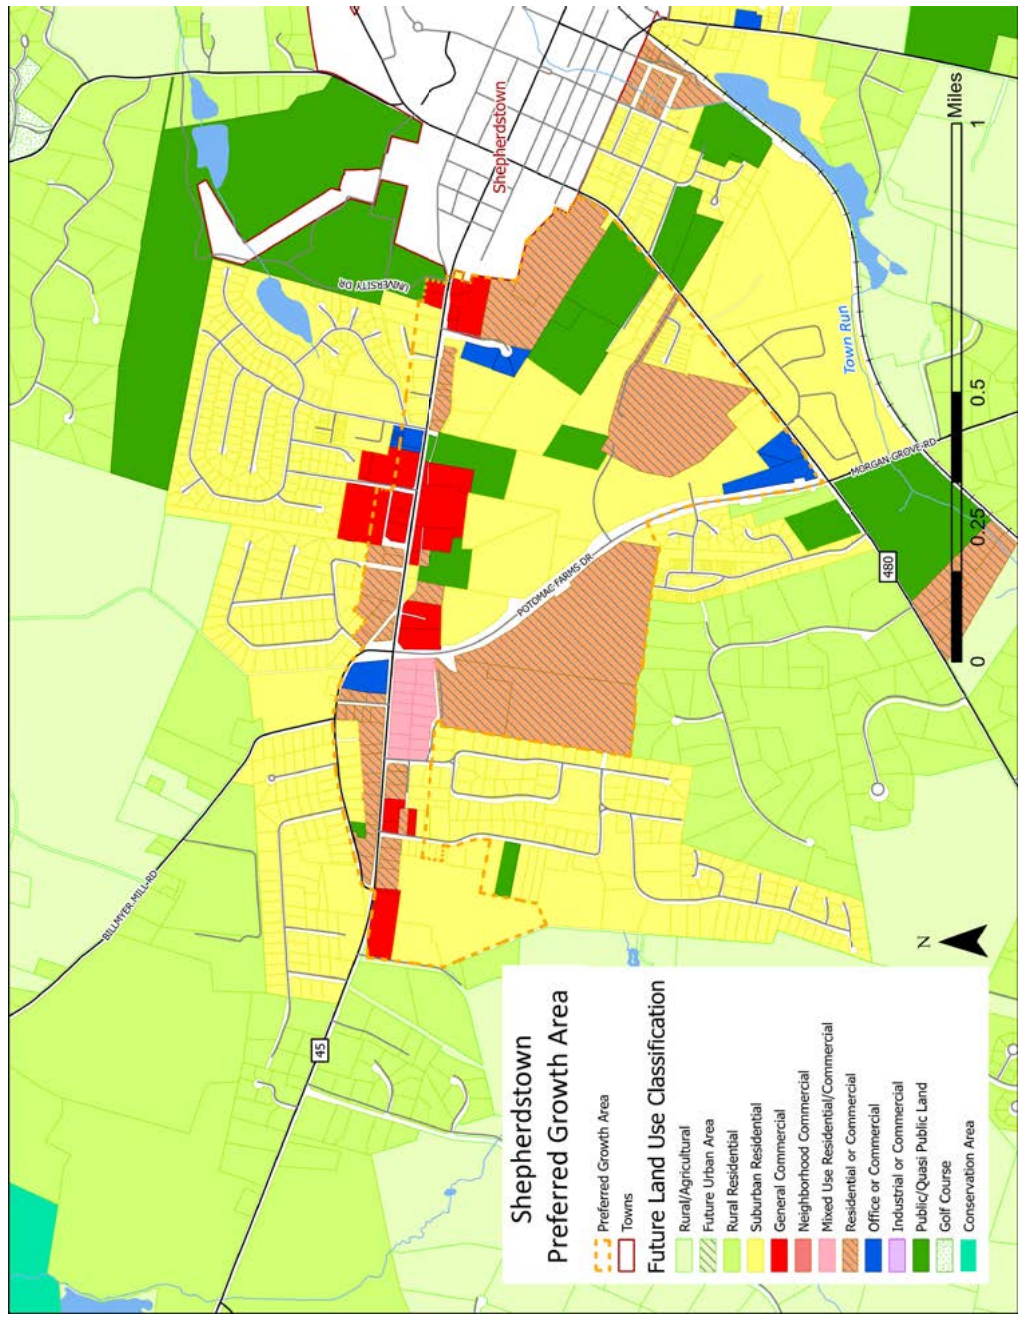 Shepherdstown
Preferred Growth Area
Preferred Growth Area
Towns
Future Land Use Classification
Rural/Agricultural
Future Urban Area
Rural Residential
Suburban Residential
General Commercial
Neighborhood Commercial
Mixed Use Residential/Commercial
Residential or Commercial
Office or Commercial
Industrial or Commercial
Public/Quasi Public Land
Golf Course
Conservation Area
N
45
BILLMYER MILL RD
POTOMAC FARMS DR
UNIVERSITY DR
Shepherdstown
480
MORGAN GROVE RD
Town Run
0
0.25
0.5
1
Miles